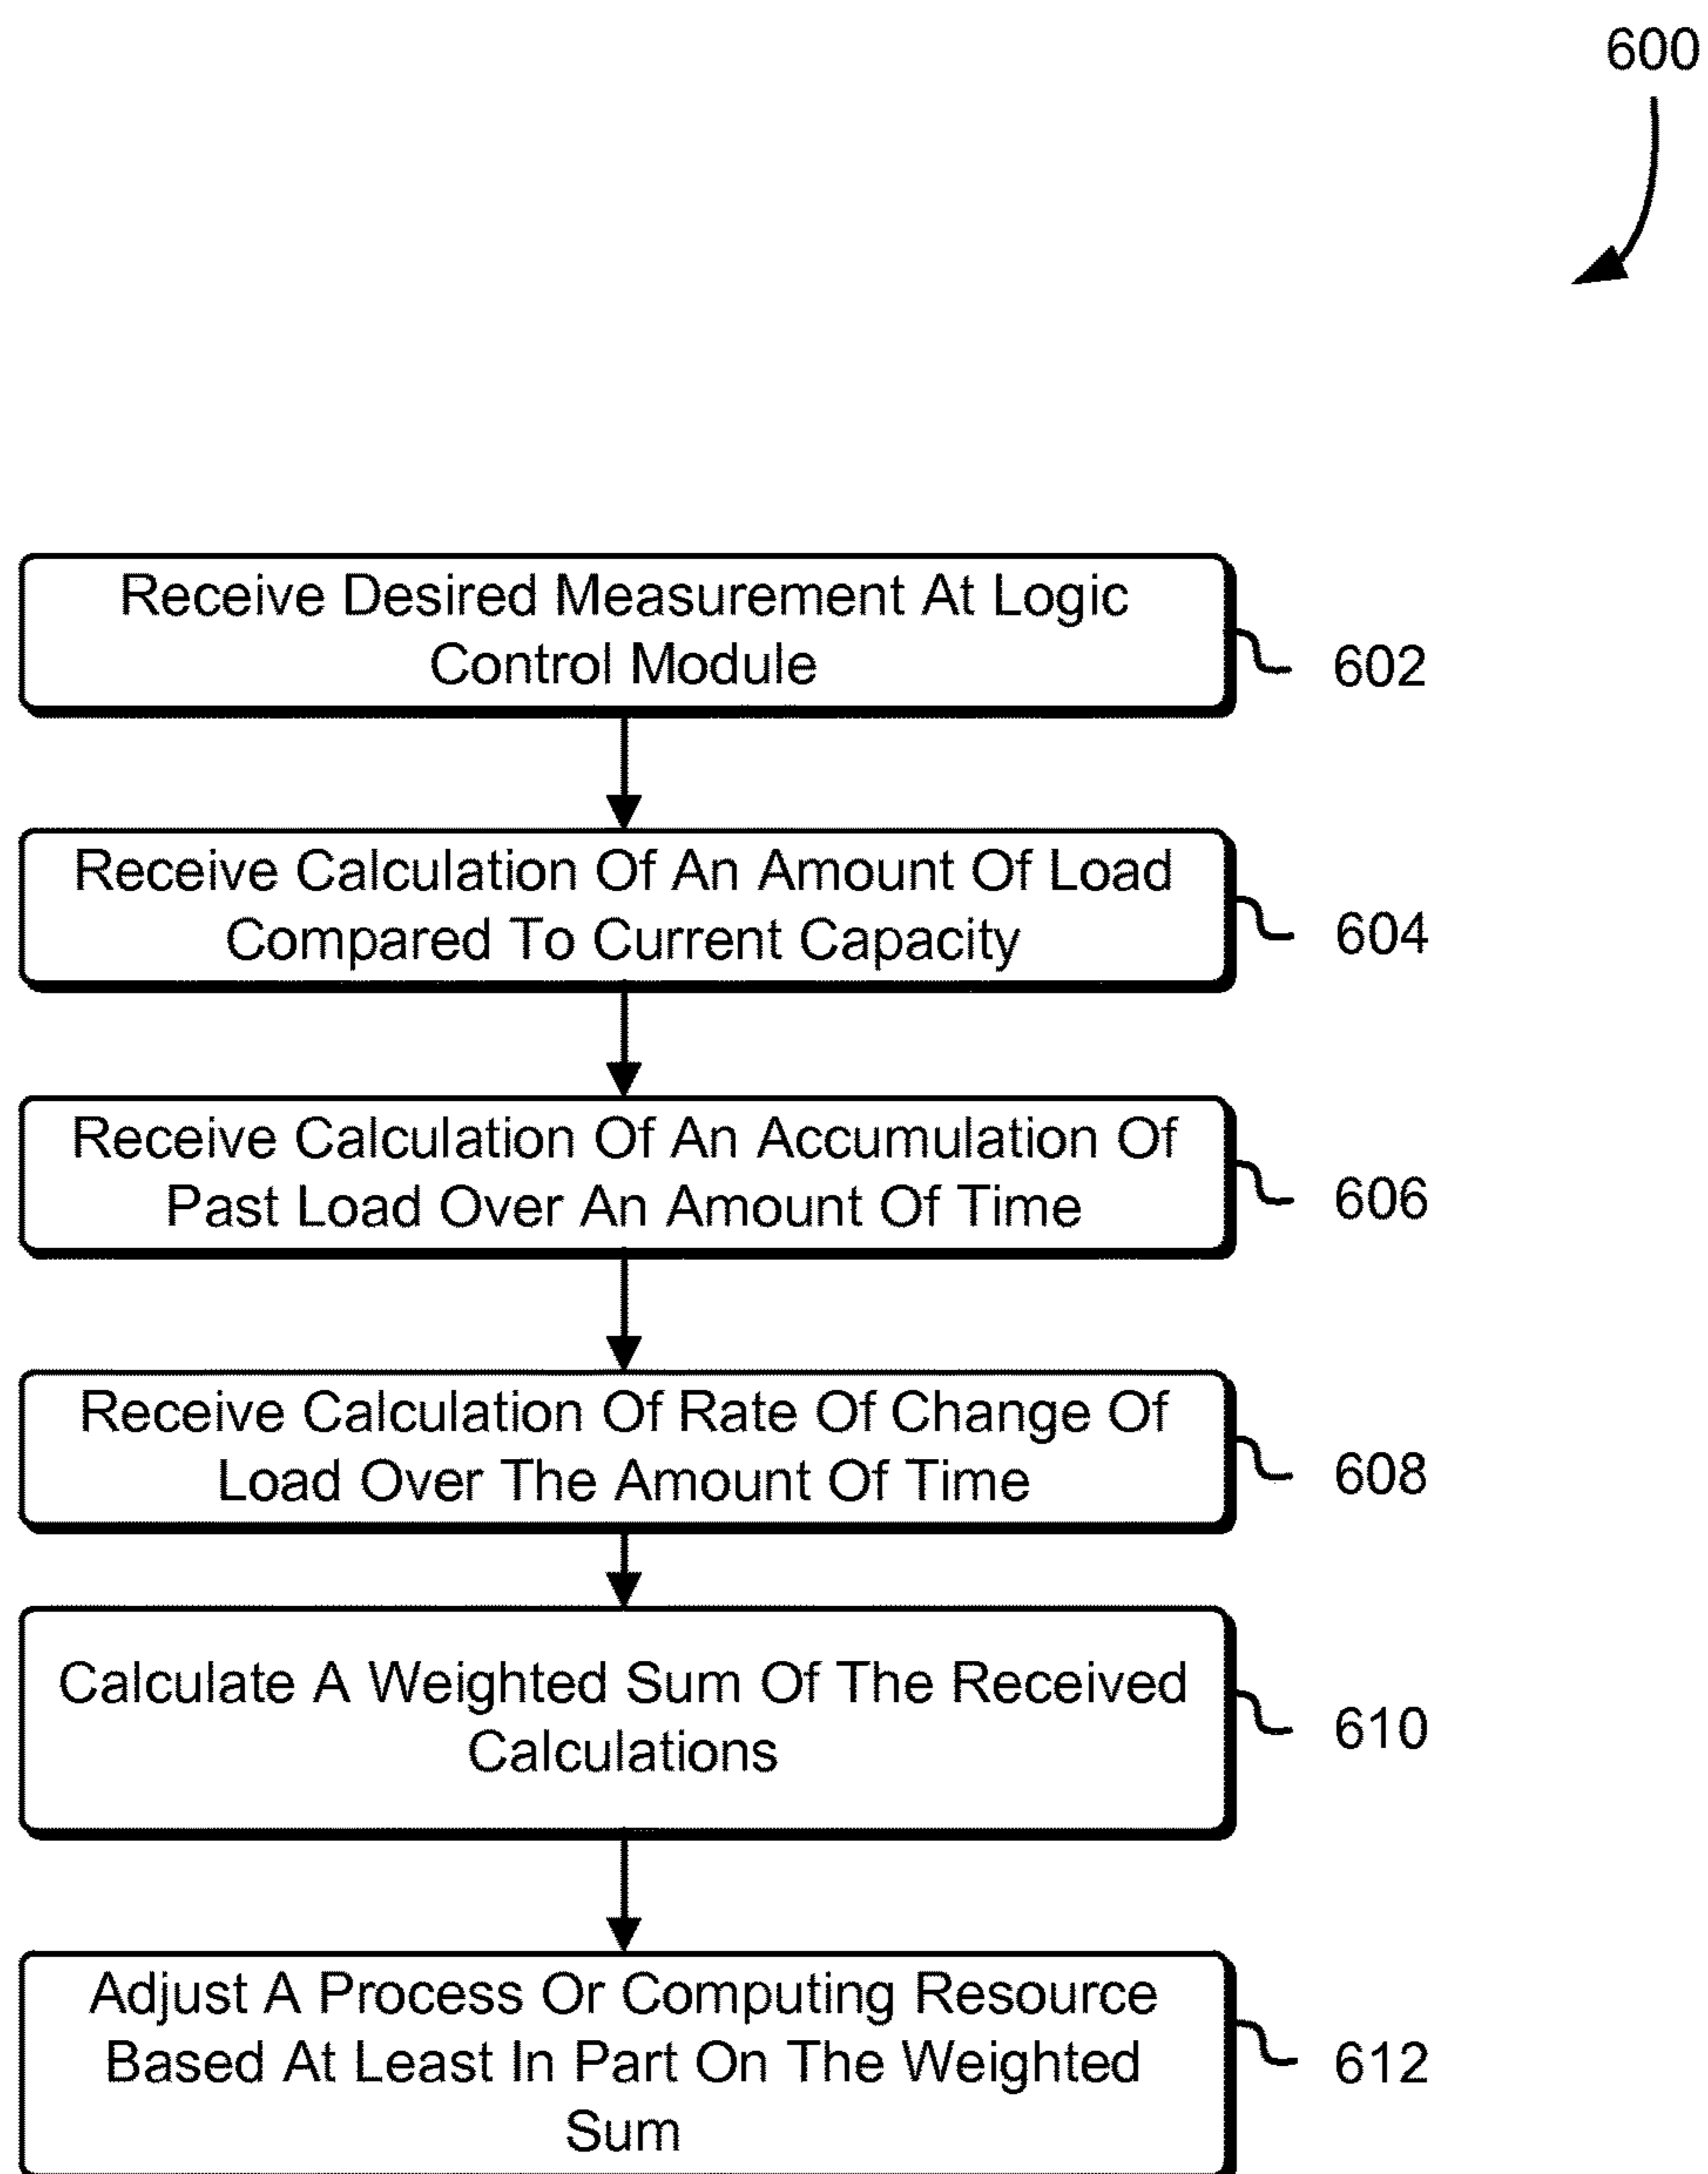 600
Receive Desired Measurement At Logic
Control Module
602
Receive Calculation Of An Amount Of Load
Compared To Current Capacity
604
Receive Calculation Of An Accumulation Of
Past Load Over An Amount Of Time
606
Receive Calculation Of Rate Of Change Of
Load Over The Amount Of Time
608
Calculate A Weighted Sum Of The Received
Calculations
610
Adjust A Process Or Computing Resource
Based At Least In Part On The Weighted
Sum
612